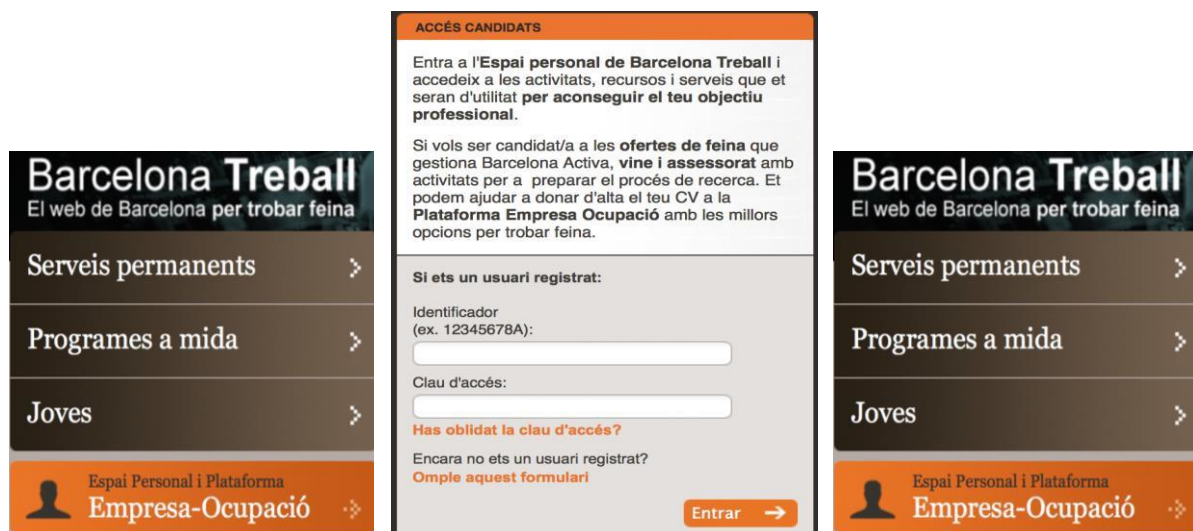 Barcelona Treball
El web de Barcelona per trobar feina
Serveis permanents
Programes a mida
Joves
Espai Personal i Plataforma
Empresa-Ocupació
ACCÉS CANDIDATS
Entra a l'Espai personal de Barcelona Treball i
accedeix a les activitats, recursos i serveis que et
seran d'utilitat per aconseguir el teu objectiu
professional.
Si vols ser candidat/a a les ofertes de feina que
gestiona Barcelona Activa, vine i assessorat amb
activitats per a preparar el procés de recerca. Et
podem ajudar a donar d'alta el teu CV a la
Plataforma Empresa Ocupació amb les millors
opcions per trobar feina.
Si ets un usuari registrat:
Identificador
(ex. 12345678A):
Clau d'accés:
Has oblidat la clau d'accés?
Encara no ets un usuari registrat?
Omple aquest formulari
Entrar
Barcelona Treball
El web de Barcelona per trobar feina
Serveis permanents
Programes a mida
Joves
Espai Personal i Plataforma
Empresa-Ocupació